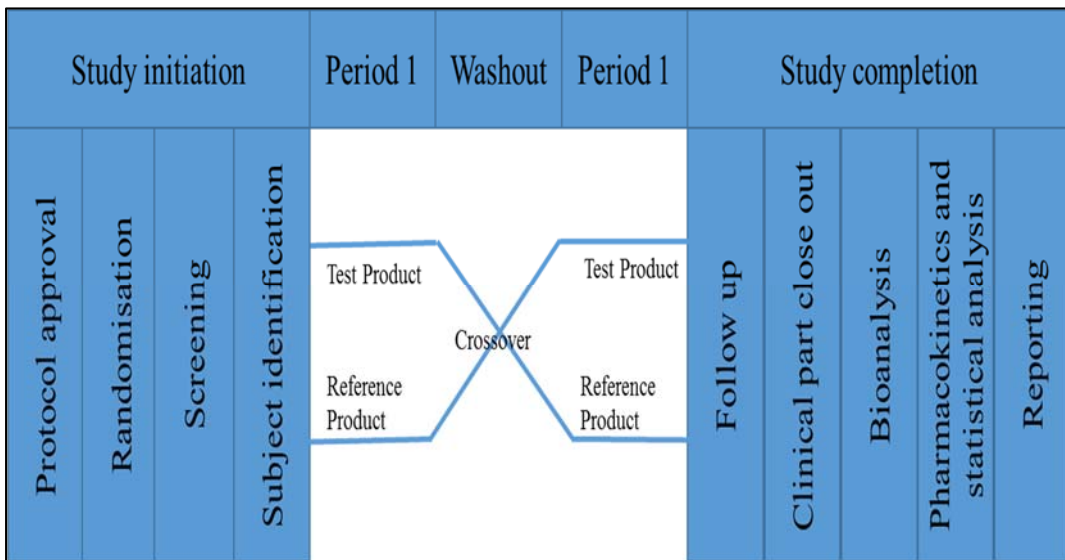 Study initiation
Period 1
Washout
Period 1
Study completion
Protocol approval
Randomisation
Screening
Subject identification
Test Product
Reference
Product
Crossover
Test Product
Reference
Product
Follow up
Clinical part close out
Bioanalysis
Pharmacokinetics and
statistical analysis
Reporting